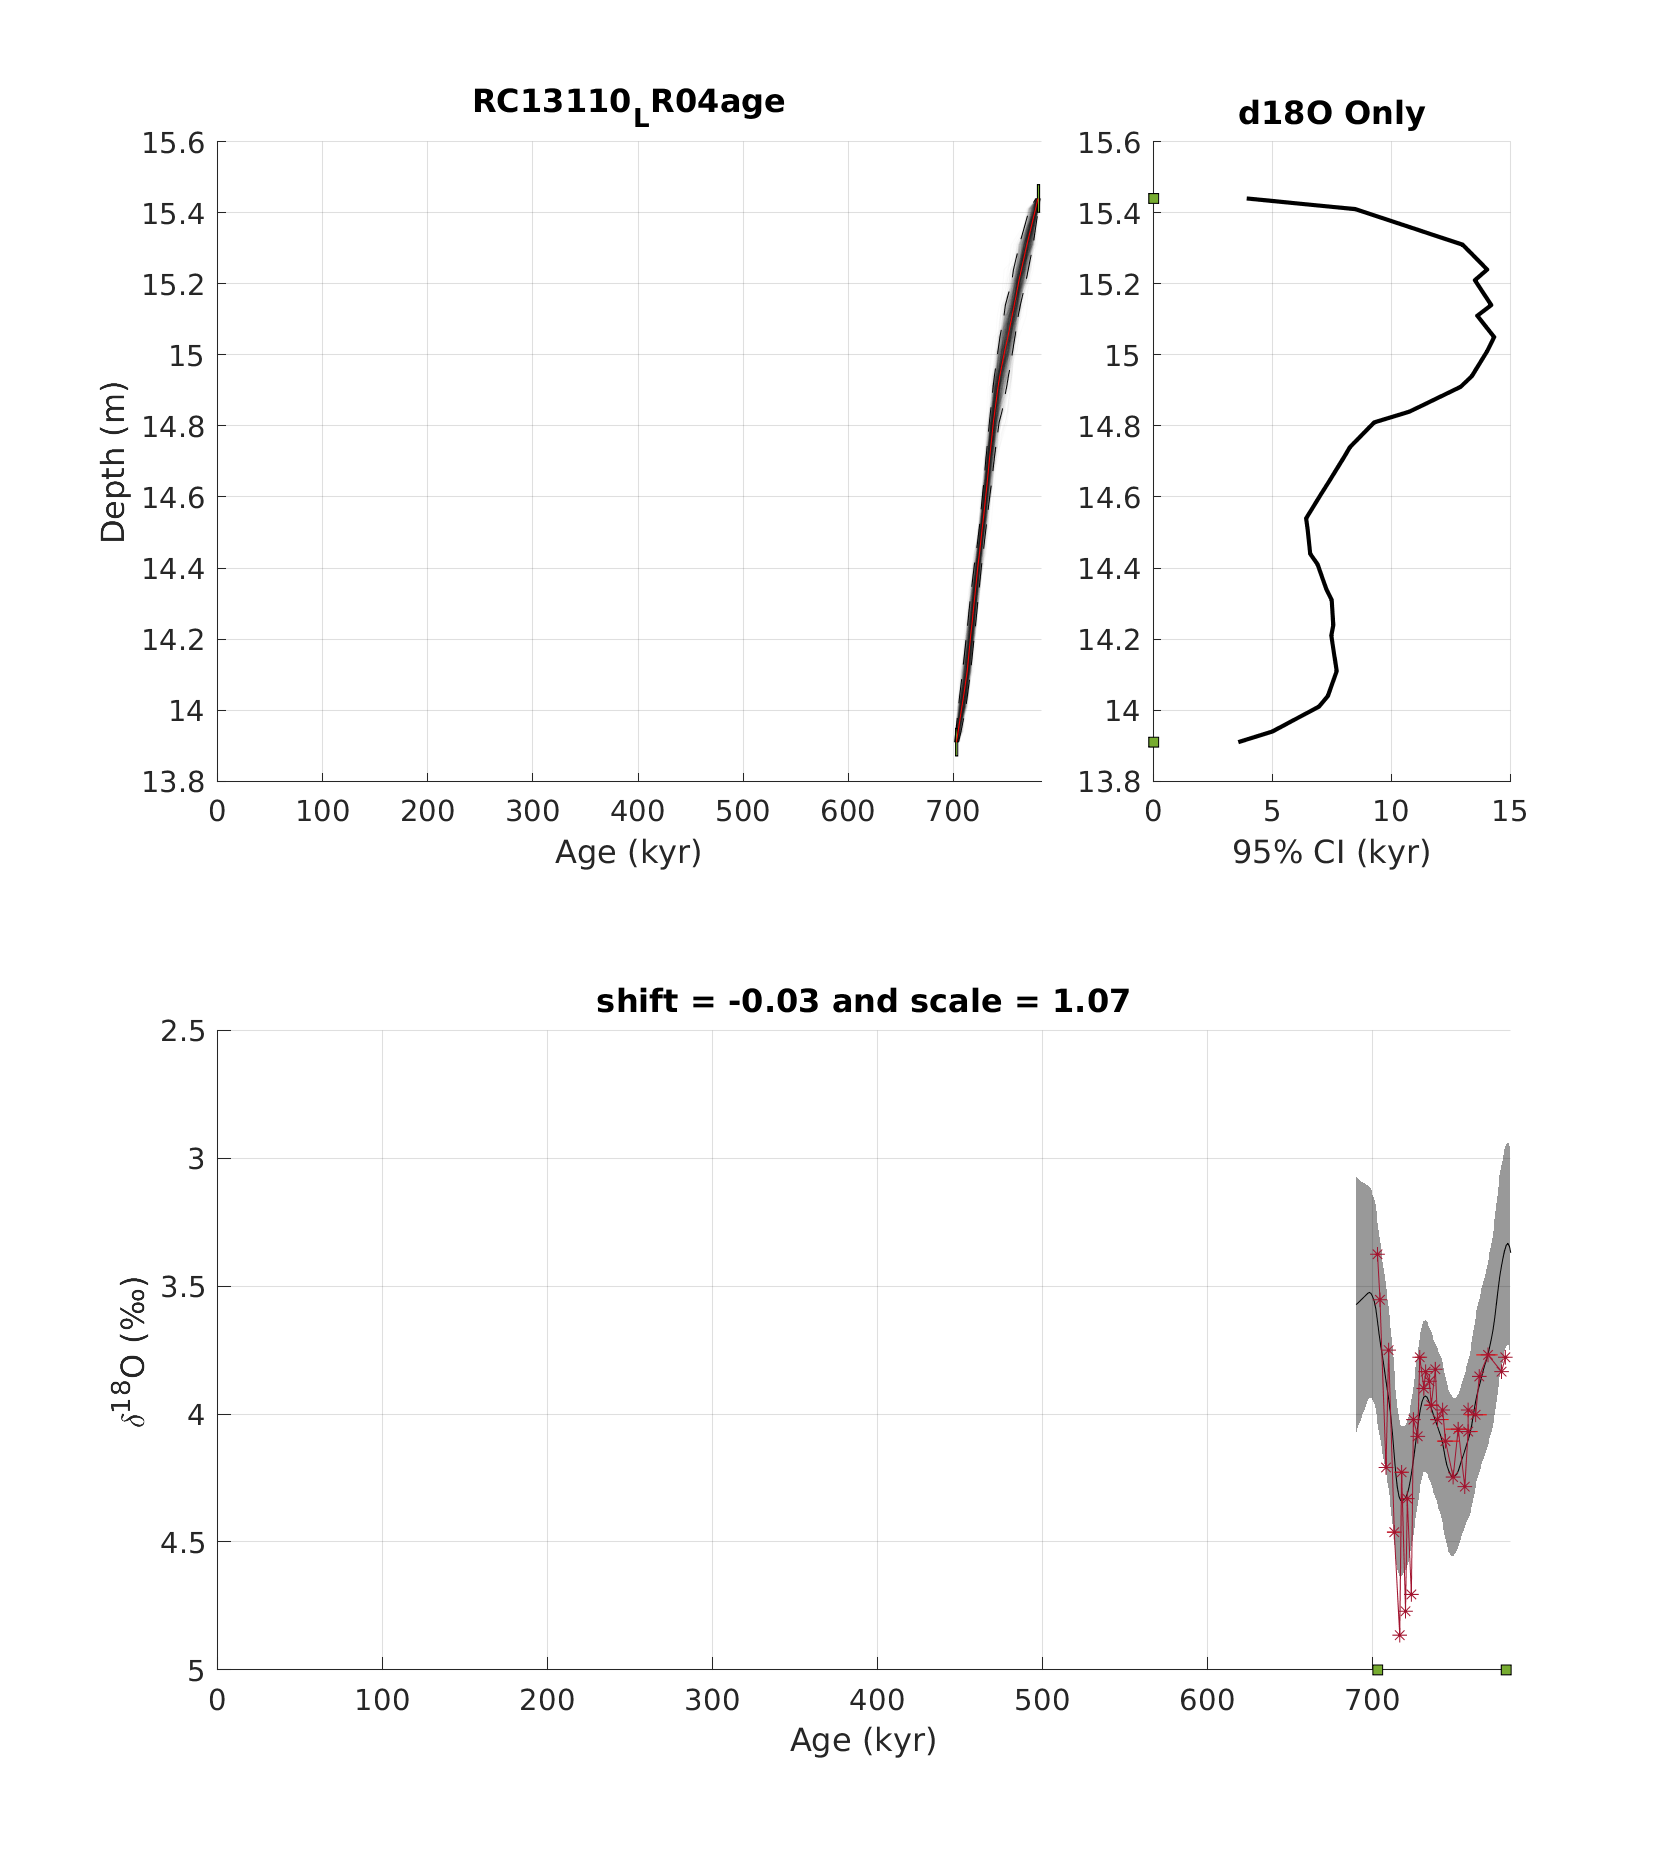 RC13110LR04age
d18O Only
15.6
15.4
15.2
15
14.8
14.6
14.4
14.2
14
13.8
Depth (m)
0 100 200 300 400 500 600 700
Age (kyr)
15.6
15.4
15.2
15
14.8
14.6
14.4
14.2
14
13.8
0 5 10 15
95% CI (kyr)
shift = -0.03 and scale = 1.07
2.5
3
3.5
4
4.5
5
δ18O (‰)
0 100 200 300 400 500 600 700
Age (kyr)